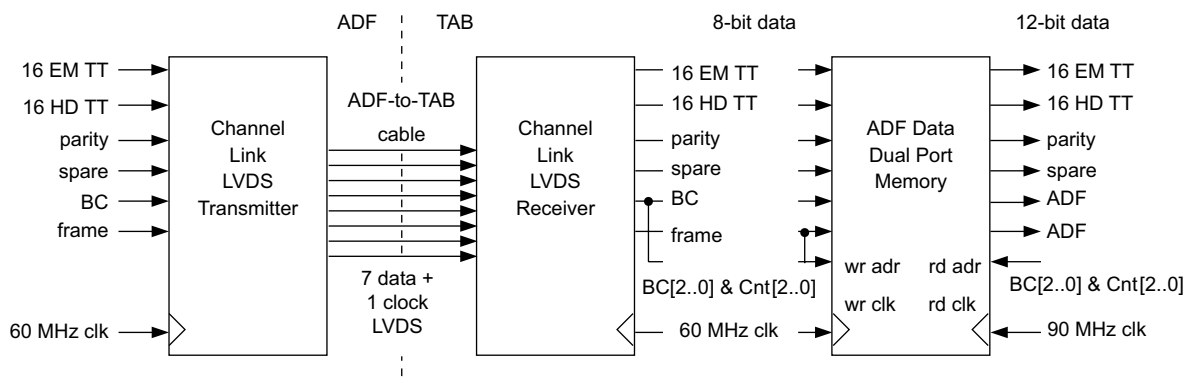 ADF TAB 8-bit data 12-bit data
16 EM TT 16 EM TT 16 EM TT
16 HD TT ADF-to-TAB 16 HD TT 16 HD TT
parity Channel cable Channel parity ADF Data parity
spare Link Link spare Dual Port spare
BC LVDS LVDS BC Memory ADF
frame Transmitter Receiver frame ADF
wr adr rd adr
7 data + BC[2..0] & Cnt[2..0] BC[2..0] & Cnt[2..0]
1 clock wr clk rd clk
LVDS
60 MHz clk 60 MHz clk 90 MHz clk